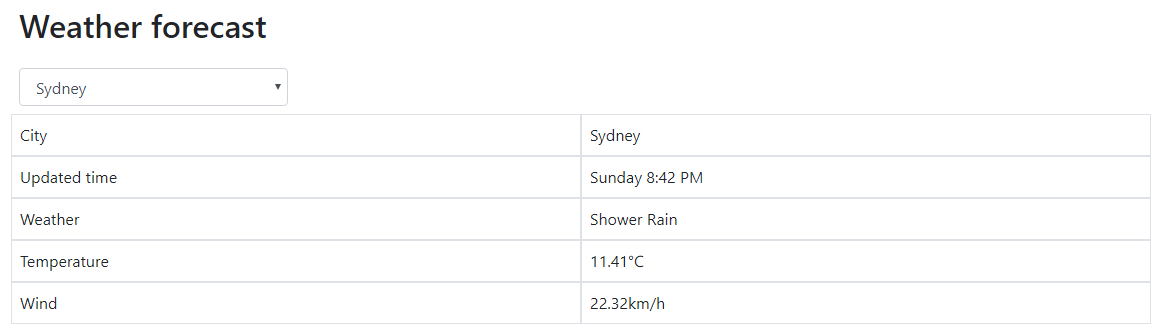 Weather forecast
Sydney
City Sydney
Updated time Sunday 8:42 PM
Weather Shower Rain
Temperature 11.41°C
Wind 22.32km/h